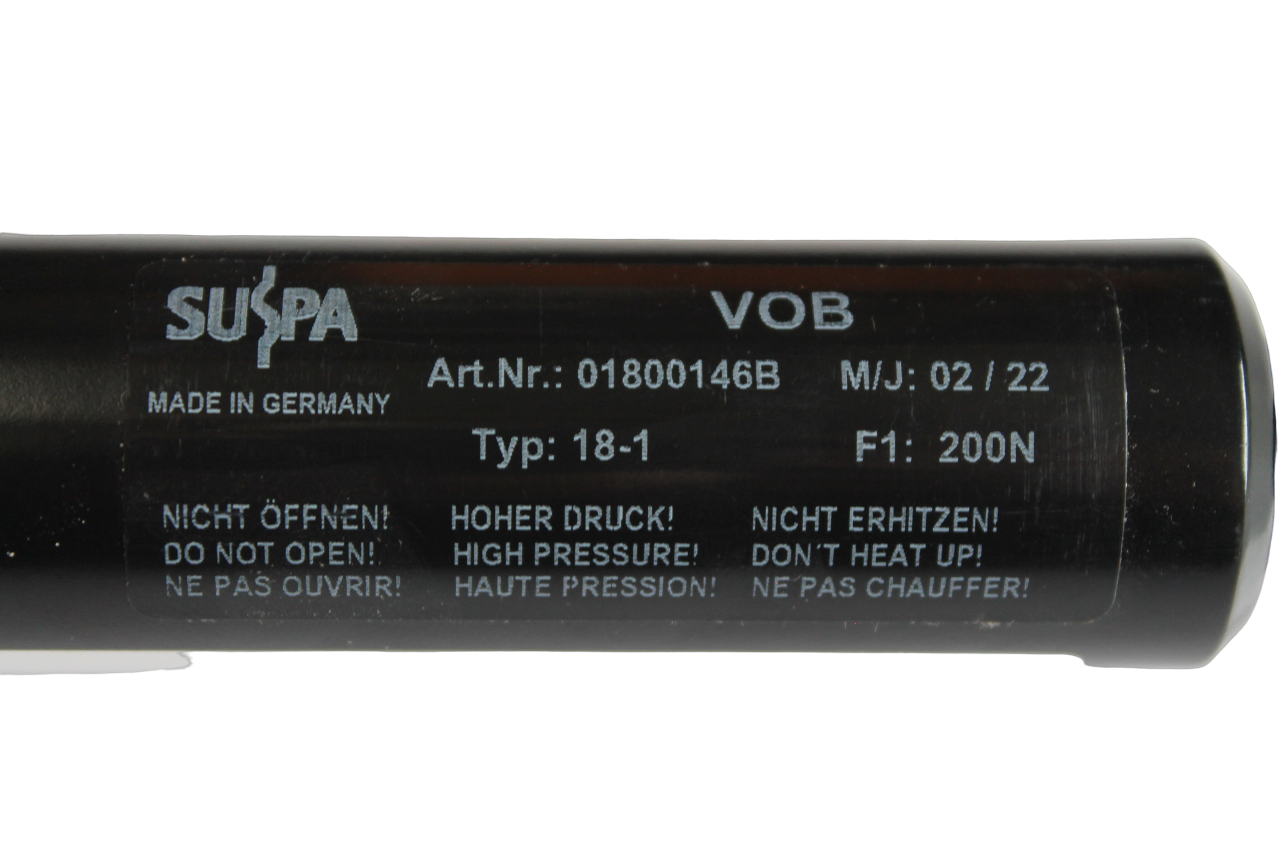 SUSPA
VOB
Art.Nr.: 01800146B
M/J: 02 / 22
MADE IN GERMANY
Typ: 18-1
F1: 200N
NICHT ÖFFNEN!
DO NOT OPEN!
NE PAS OUVRIR!
HOHER DRUCK!
HIGH PRESSURE!
HAUTE PRESSION!
NICHT ERHITZEN!
DON´T HEAT UP!
NE PAS CHAUFFER!